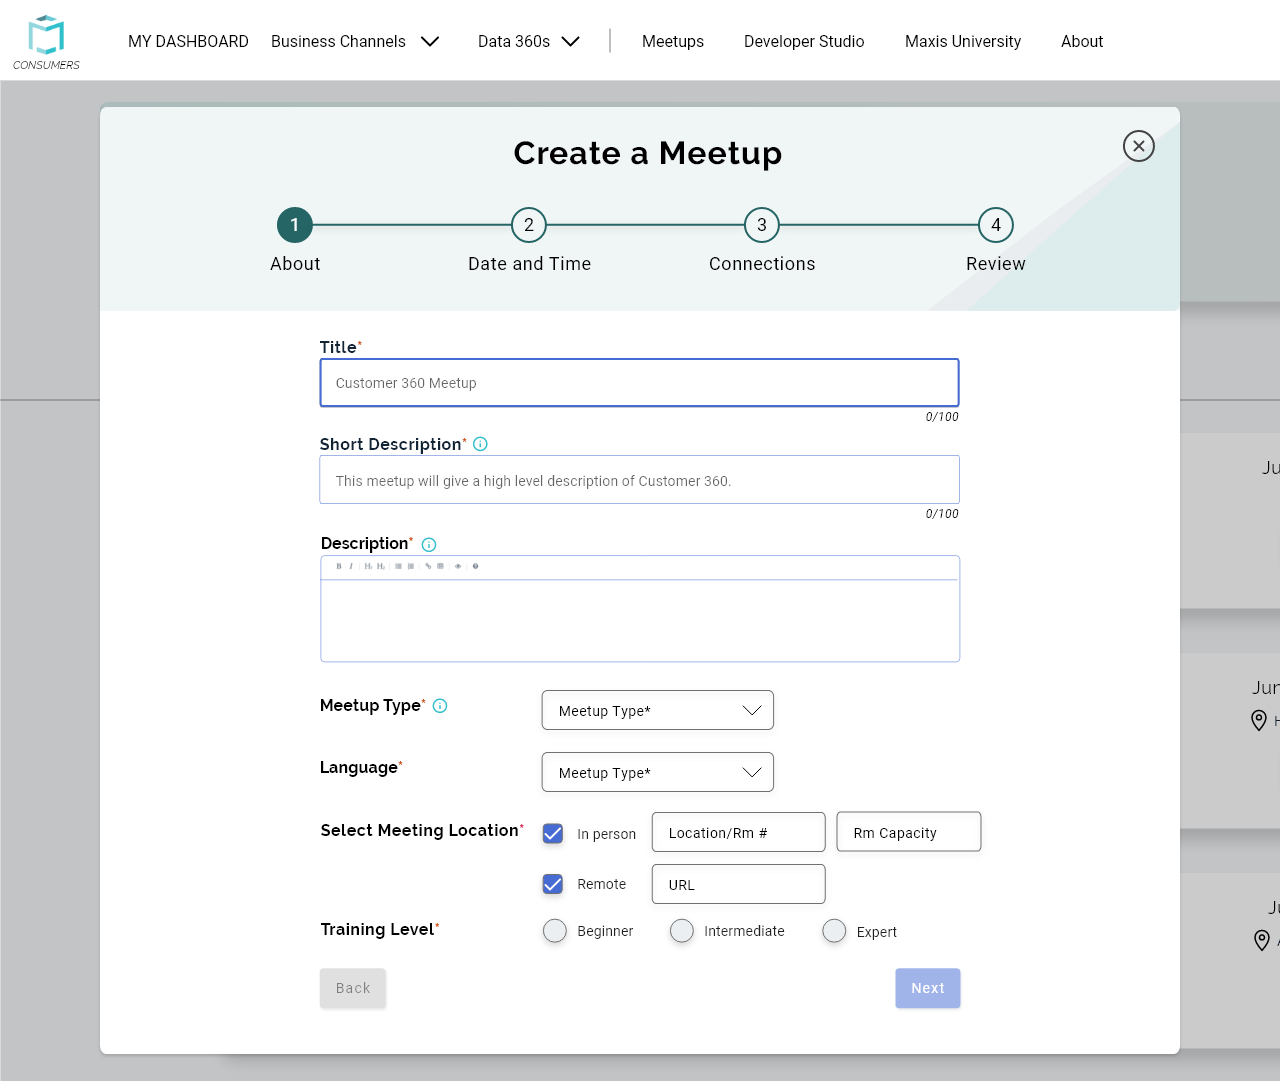 MY DASHBOARD Business Channels Data 360s Meetups Developer Studio Maxis University About
CONSUMERS
Create a Meetup
1 2 3 4
About Date and Time Connections Review
Title*
Customer 360 Meetup
0/100
Short Description*
This meetup will give a high level description of Customer 360.
0/100
Description*
B I H1 H2
Meetup Type* Meetup Type*
Language* Meetup Type*
Select Meeting Location* In person Location/Rm # Rm Capacity
Remote URL
Training Level* Beginner Intermediate Expert
Back Next